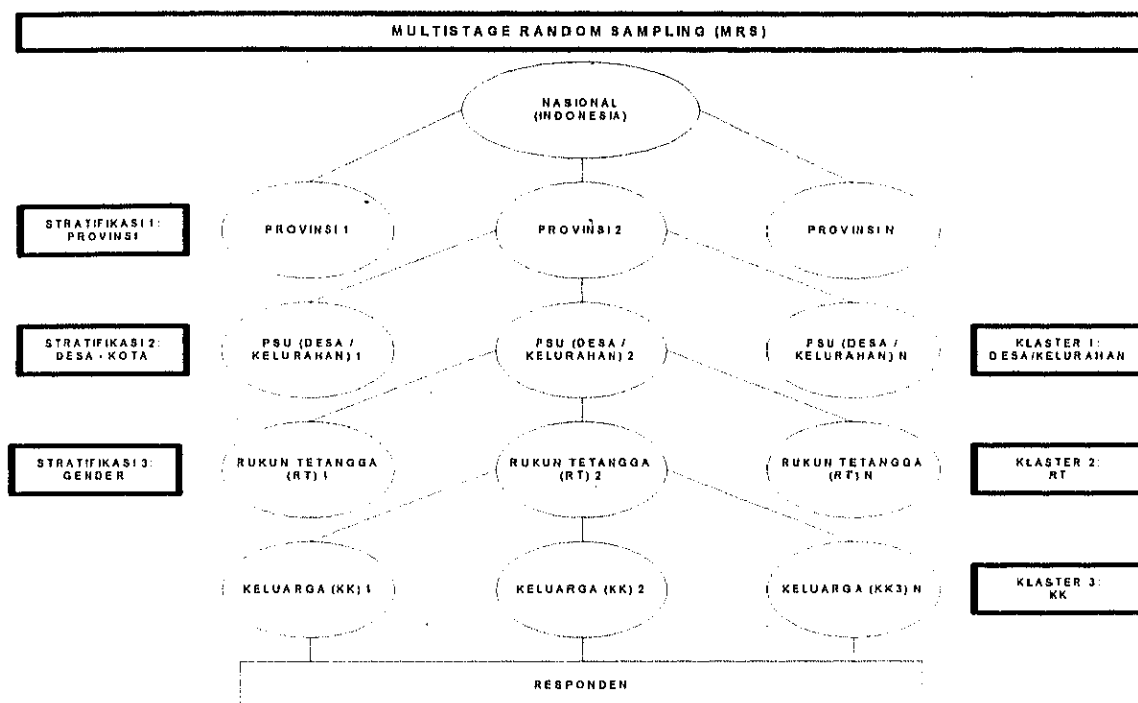 MULTISTAGE RANDOM SAMPLING (MRS)
NASIONAL
(INDONESIA)
STRATIFIKASI 1:
PROVINSI
PROVINSI 1
PROVINSI 2
PROVINSI N
STRATIFIKASI 2:
DESA - KOTA
PSU (DESA /
KELURAHAN) 1
PSU (DESA /
KELURAHAN) 2
PSU (DESA /
KELURAHAN) N
KLASTER 1:
DESA/KELURAHAN
STRATIFIKASI 3:
GENDER
RUKUN TETANGGA
(RT) 1
RUKUN TETANGGA
(RT) 2
RUKUN TETANGGA
(RT) N
KLASTER 2:
RT
KELUARGA (KK) 1
KELUARGA (KK) 2
KELUARGA (KK3) N
KLASTER 3:
KK
RESPONDEN